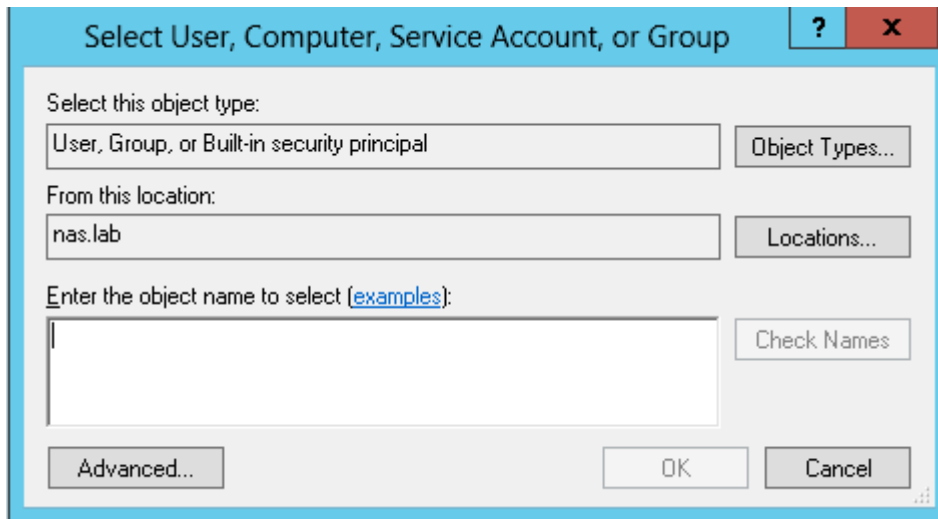 Select User, Computer, Service Account, or Group
?
x
Select this object type:
User, Group, or Built-in security principal
Object Types...
From this location:
nas.lab
Locations...
Enter the object name to select (examples):
Check Names
Advanced...
OK
Cancel